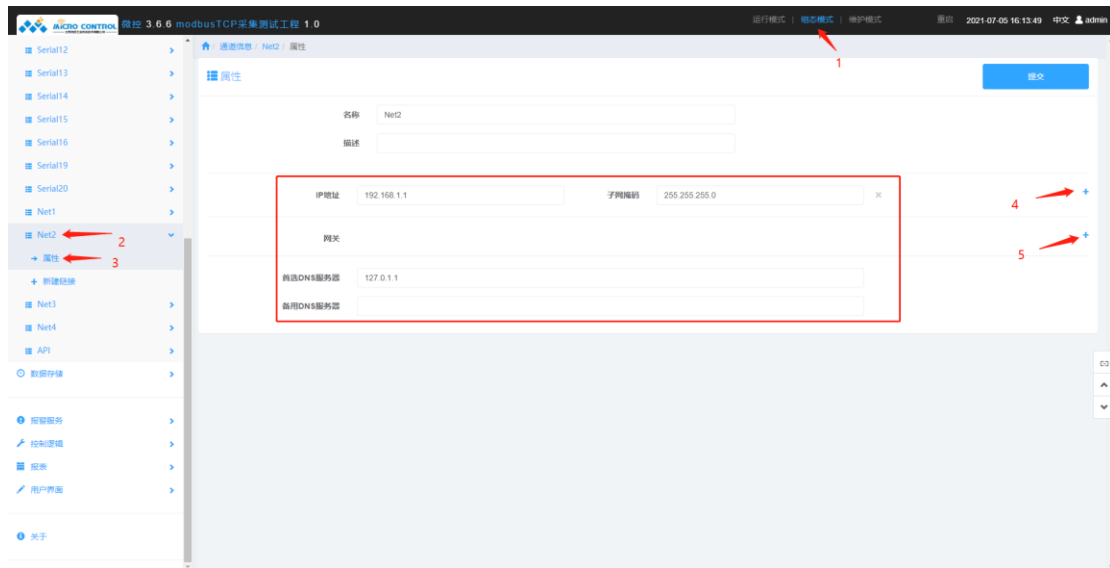 MICRO CONTROL 微控 3.6.6 modbusTCP采集测试工程 1.0
运行模式 | 组态模式 | 维护模式
重启 2021-07-05 16:13:49 中文 admin
1
Serial12
Serial13
Serial14
Serial15
Serial16
Serial19
Serial20
Net1
Net2
2
属性
3
新建链接
Net3
Net4
API
数据存储
报警服务
控制逻辑
报表
用户界面
关于
/ 通道信息 / Net2 / 属性
属性
提交
名称 Net2
描述
IP地址 192.168.1.1 子网掩码 255.255.255.0 × +
4
网关 +
5
首选DNS服务器 127.0.1.1
备用DNS服务器